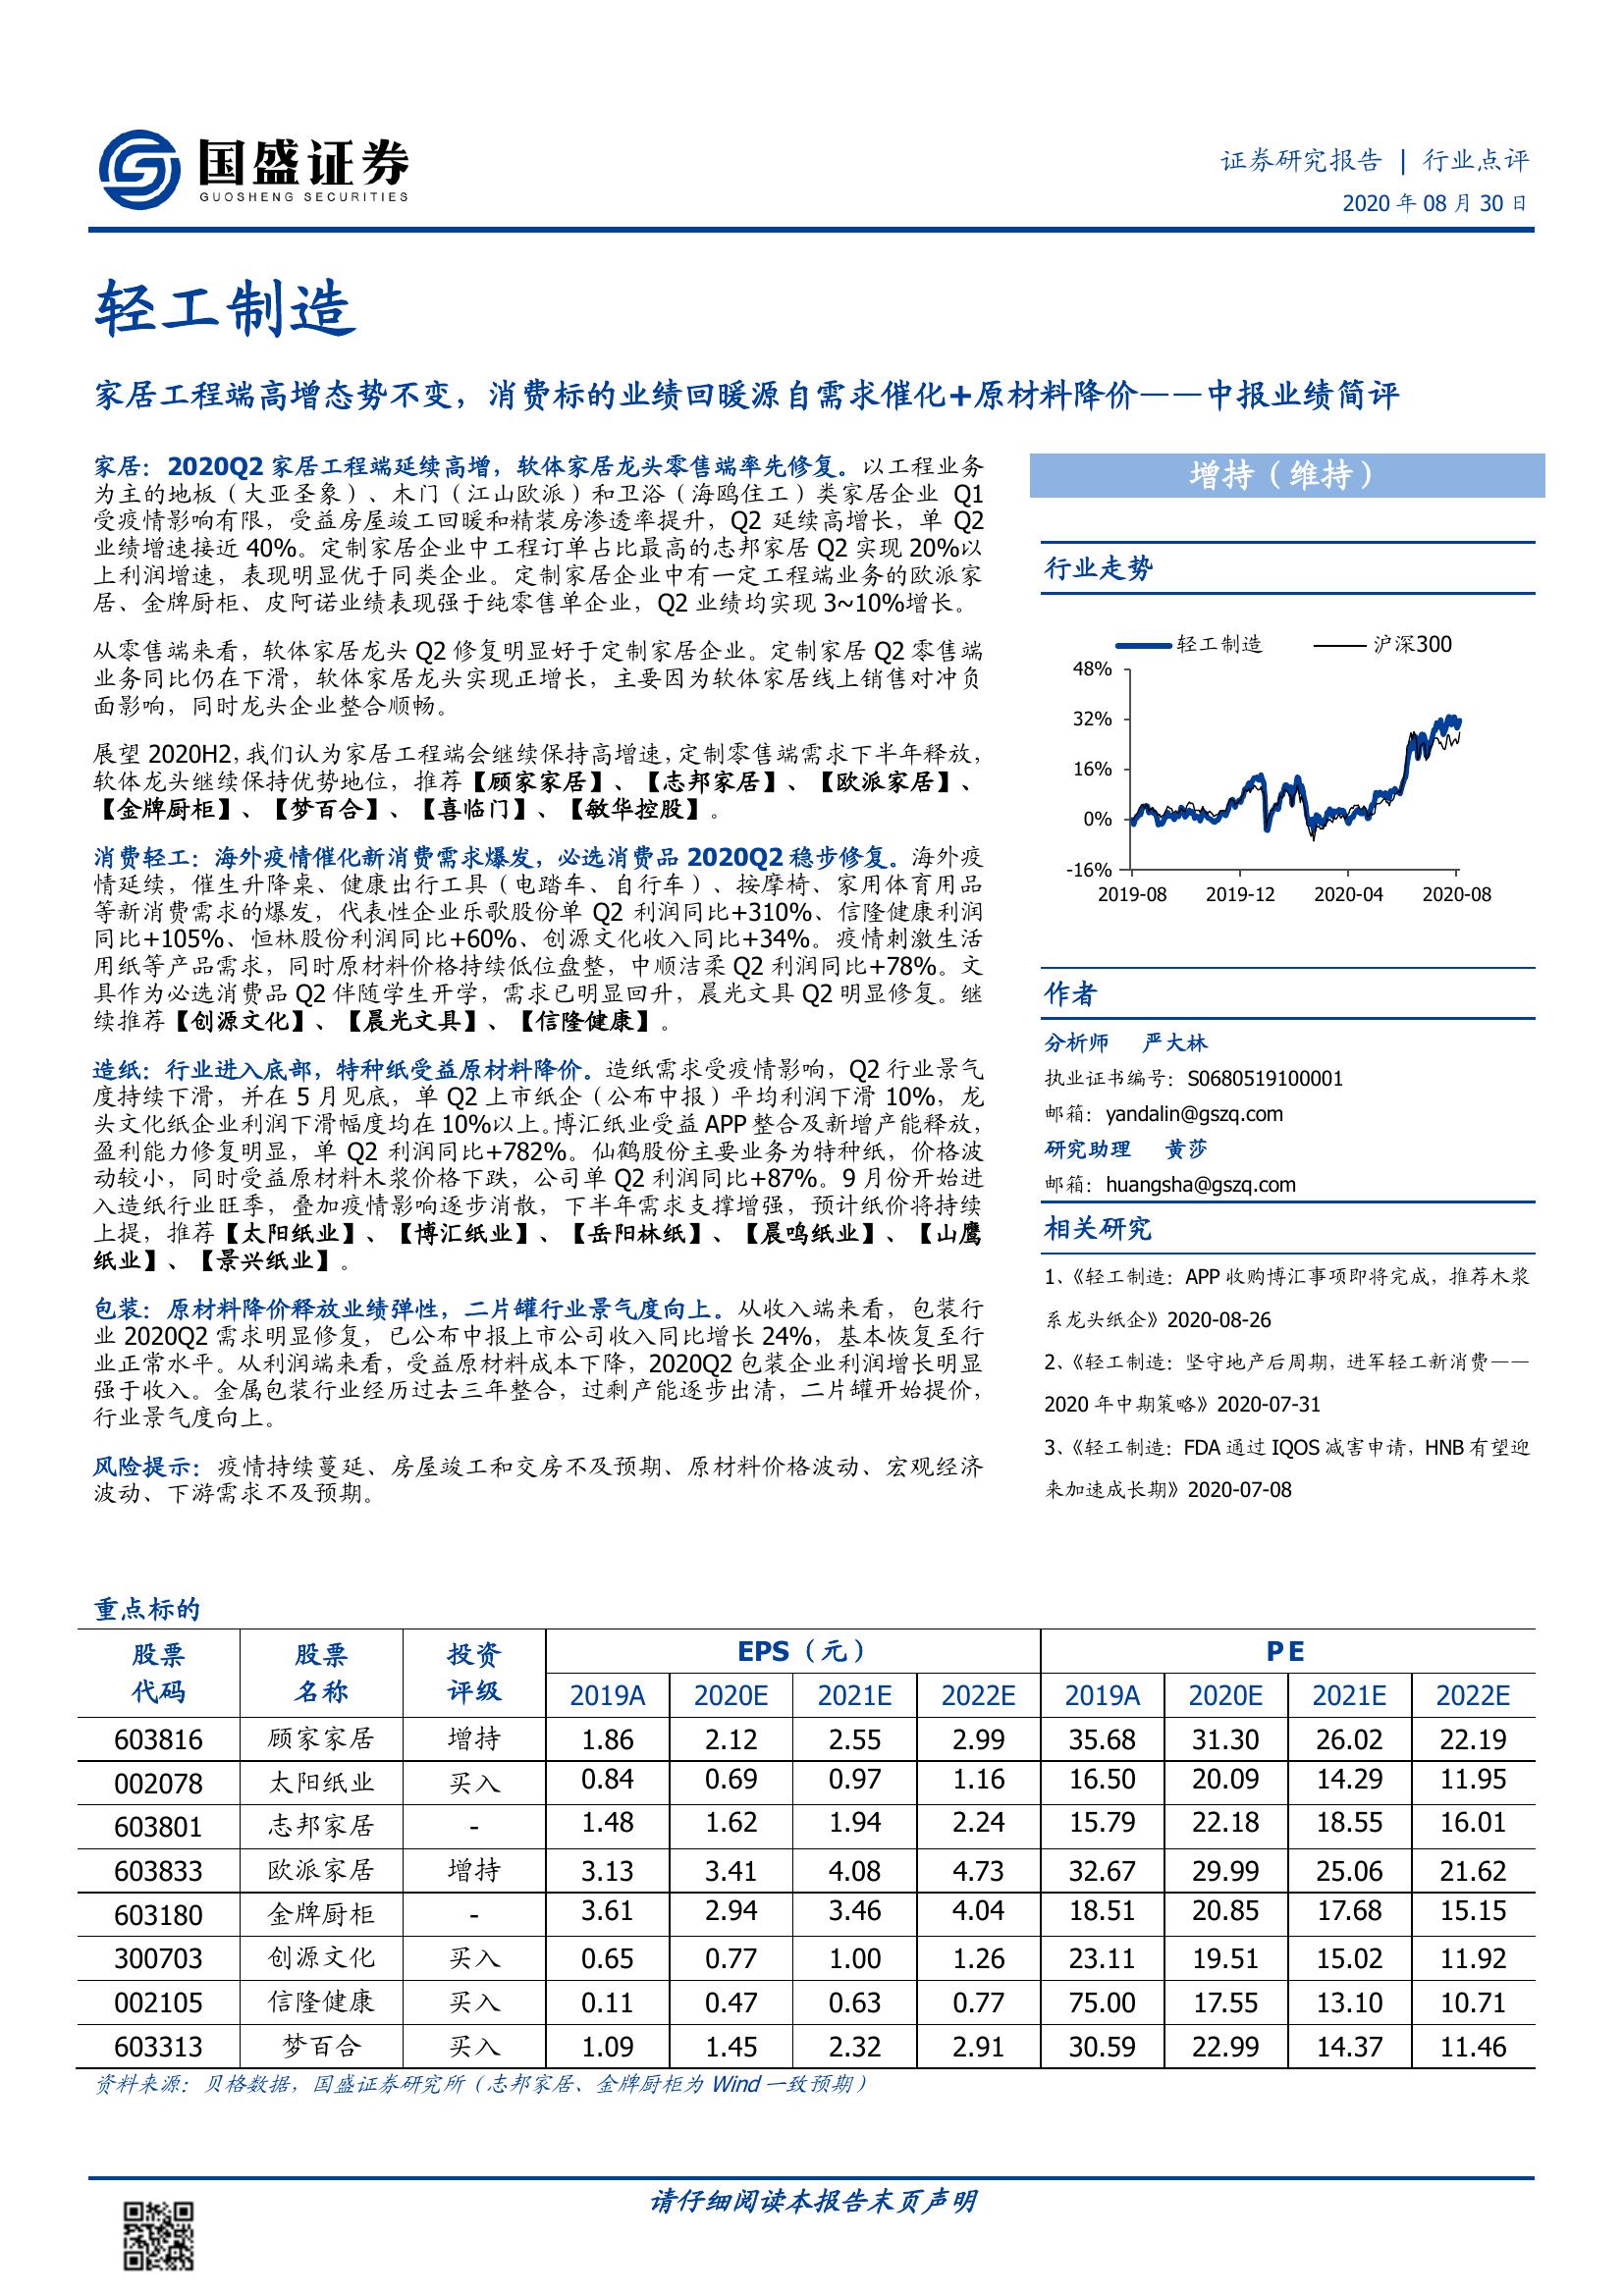 国盛证券
GUOSHENG SECURITIES
证券研究报告 | 行业点评
2020 年 08 月 30 日
轻工制造
家居工程端高增态势不变，消费标的业绩回暖源自需求催化+原材料降价——中报业绩简评
家居：2020Q2 家居工程端延续高增，软体家居龙头零售端率先修复。以工程业务
为主的地板（大亚圣象）、木门（江山欧派）和卫浴（海鸥住工）类家居企业 Q1
受疫情影响有限，受益房屋竣工回暖和精装房渗透率提升，Q2 延续高增长，单 Q2
业绩增速接近 40%。定制家居企业中工程订单占比最高的志邦家居 Q2 实现 20%以
上利润增速，表现明显优于同类企业。定制家居企业中有一定工程端业务的欧派家
居、金牌厨柜、皮阿诺业绩表现强于纯零售单企业，Q2 业绩均实现 3~10%增长。
从零售端来看，软体家居龙头 Q2 修复明显好于定制家居企业。定制家居 Q2 零售端
业务同比仍在下滑，软体家居龙头实现正增长，主要因为软体家居线上销售对冲负
面影响，同时龙头企业整合顺畅。
展望 2020H2，我们认为家居工程端会继续保持高增速，定制零售端需求下半年释放，
软体龙头继续保持优势地位，推荐【顾家家居】、【志邦家居】、【欧派家居】、
【金牌厨柜】、【梦百合】、【喜临门】、【敏华控股】。
消费轻工：海外疫情催化新消费需求爆发，必选消费品 2020Q2 稳步修复。海外疫
情延续，催生升降桌、健康出行工具（电踏车、自行车）、按摩椅、家用体育用品
等新消费需求的爆发，代表性企业乐歌股份单 Q2 利润同比+310%、信隆健康利润
同比+105%、恒林股份利润同比+60%、创源文化收入同比+34%。疫情刺激生活
用纸等产品需求，同时原材料价格持续低位盘整，中顺洁柔 Q2 利润同比+78%。文
具作为必选消费品 Q2 伴随学生开学，需求已明显回升，晨光文具 Q2 明显修复。继
续推荐【创源文化】、【晨光文具】、【信隆健康】。
造纸：行业进入底部，特种纸受益原材料降价。造纸需求受疫情影响，Q2 行业景气
度持续下滑，并在 5 月见底，单 Q2 上市纸企（公布中报）平均利润下滑 10%，龙
头文化纸企业利润下滑幅度均在 10%以上。博汇纸业受益 APP 整合及新增产能释放，
盈利能力修复明显，单 Q2 利润同比+782%。仙鹤股份主要业务为特种纸，价格波
动较小，同时受益原材料木浆价格下跌，公司单 Q2 利润同比+87%。9 月份开始进
入造纸行业旺季，叠加疫情影响逐步消散，下半年需求支撑增强，预计纸价将持续
上提，推荐【太阳纸业】、【博汇纸业】、【岳阳林纸】、【晨鸣纸业】、【山鹰
纸业】、【景兴纸业】。
包装：原材料降价释放业绩弹性，二片罐行业景气度向上。从收入端来看，包装行
业 2020Q2 需求明显修复，已公布中报上市公司收入同比增长 24%，基本恢复至行
业正常水平。从利润端来看，受益原材料成本下降，2020Q2 包装企业利润增长明显
强于收入。金属包装行业经历过去三年整合，过剩产能逐步出清，二片罐开始提价，
行业景气度向上。
风险提示：疫情持续蔓延、房屋竣工和交房不及预期、原材料价格波动、宏观经济
波动、下游需求不及预期。
增持（维持）
行业走势
轻工制造 沪深300
48%
32%
16%
0%
-16%
2019-08 2019-12 2020-04 2020-08
作者
分析师 严大林
执业证书编号：S0680519100001
邮箱：yandalin@gszq.com
研究助理 黄莎
邮箱：huangsha@gszq.com
相关研究
1、《轻工制造：APP 收购博汇事项即将完成，推荐木浆
系龙头纸企》2020-08-26
2、《轻工制造：坚守地产后周期，进军轻工新消费——
2020 年中期策略》2020-07-31
3、《轻工制造：FDA 通过 IQOS 减害申请，HNB 有望迎
来加速成长期》2020-07-08
重点标的
股票 股票 投资 EPS（元） P E
代码 名称 评级 2019A 2020E 2021E 2022E 2019A 2020E 2021E 2022E
603816 顾家家居 增持 1.86 2.12 2.55 2.99 35.68 31.30 26.02 22.19
002078 太阳纸业 买入 0.84 0.69 0.97 1.16 16.50 20.09 14.29 11.95
603801 志邦家居 - 1.48 1.62 1.94 2.24 15.79 22.18 18.55 16.01
603833 欧派家居 增持 3.13 3.41 4.08 4.73 32.67 29.99 25.06 21.62
603180 金牌厨柜 - 3.61 2.94 3.46 4.04 18.51 20.85 17.68 15.15
300703 创源文化 买入 0.65 0.77 1.00 1.26 23.11 19.51 15.02 11.92
002105 信隆健康 买入 0.11 0.47 0.63 0.77 75.00 17.55 13.10 10.71
603313 梦百合 买入 1.09 1.45 2.32 2.91 30.59 22.99 14.37 11.46
资料来源：贝格数据，国盛证券研究所（志邦家居、金牌厨柜为 Wind 一致预期）
请仔细阅读本报告末页声明